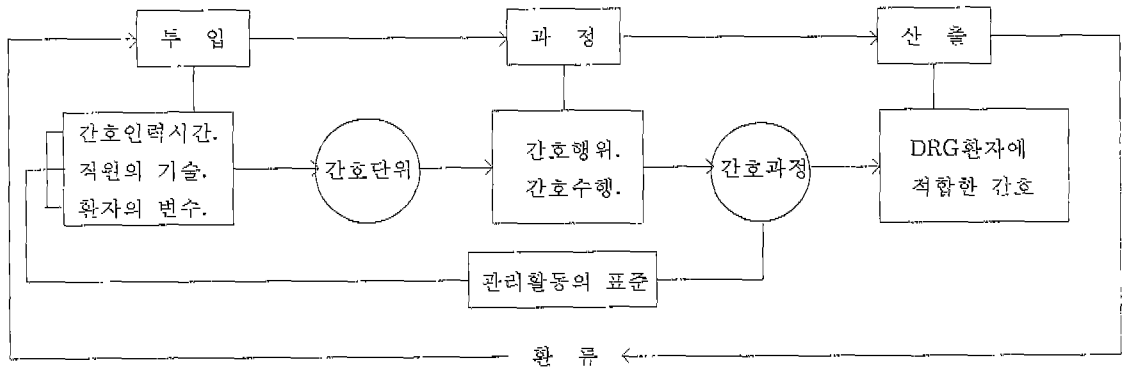 투 입
과 정
산 출
간호인력시간.
직원의 기술.
환자의 변수.
간호단위
간호행위.
간호수행.
간호과정
DRG환자에
적합한 간호
관리활동의 표준
환 류